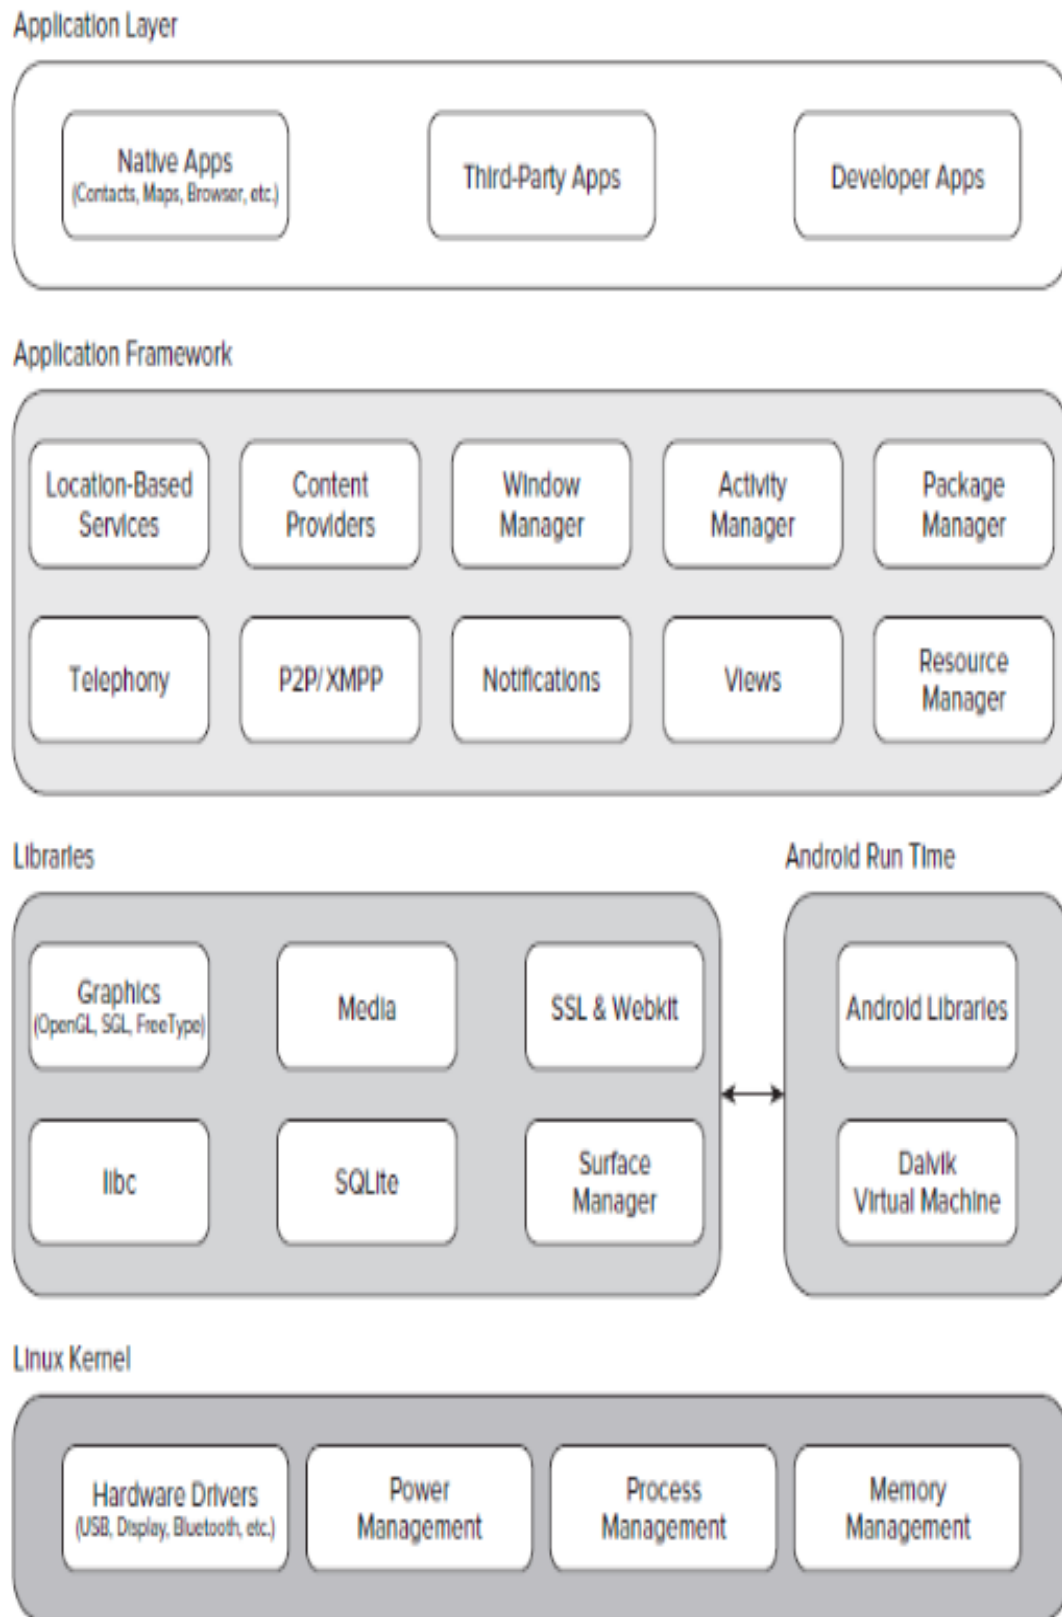 Application Layer
Native Apps
(Contacts, Maps, Browser, etc.)
Third-Party Apps
Developer Apps
Application Framework
Location-Based
Services
Content
Providers
Window
Manager
Activity
Manager
Package
Manager
Telephony
P2P/XMPP
Notifications
Views
Resource
Manager
Libraries
Android Run Time
Graphics
(OpenGL, SGL, FreeType)
Media
SSL & Webkit
Android Libraries
libc
SQLite
Surface
Manager
Dalvik
Virtual Machine
Linux Kernel
Hardware Drivers
(USB, Display, Bluetooth, etc.)
Power
Management
Process
Management
Memory
Management